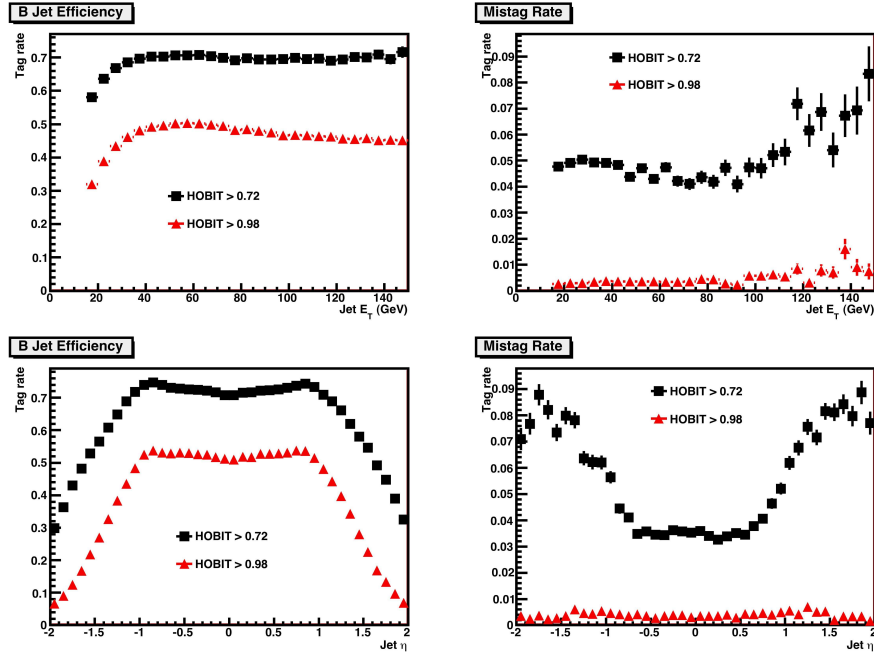 B Jet Efficiency
Tag rate
0.7
0.6
0.5
0.4
0.3
0.2
0.1
0
HOBIT > 0.72
HOBIT > 0.98
0 20 40 60 80 100 120 140
Jet E_T (GeV)
Mistag Rate
Tag rate
0.09
0.08
0.07
0.06
0.05
0.04
0.03
0.02
0.01
0
HOBIT > 0.72
HOBIT > 0.98
0 20 40 60 80 100 120 140
Jet E_T (GeV)
B Jet Efficiency
Tag rate
0.7
0.6
0.5
0.4
0.3
0.2
0.1
0
HOBIT > 0.72
HOBIT > 0.98
-2 -1.5 -1 -0.5 0 0.5 1 1.5 2
Jet η
Mistag Rate
Tag rate
0.09
0.08
0.07
0.06
0.05
0.04
0.03
0.02
0.01
0
HOBIT > 0.72
HOBIT > 0.98
-2 -1.5 -1 -0.5 0 0.5 1 1.5 2
Jet η